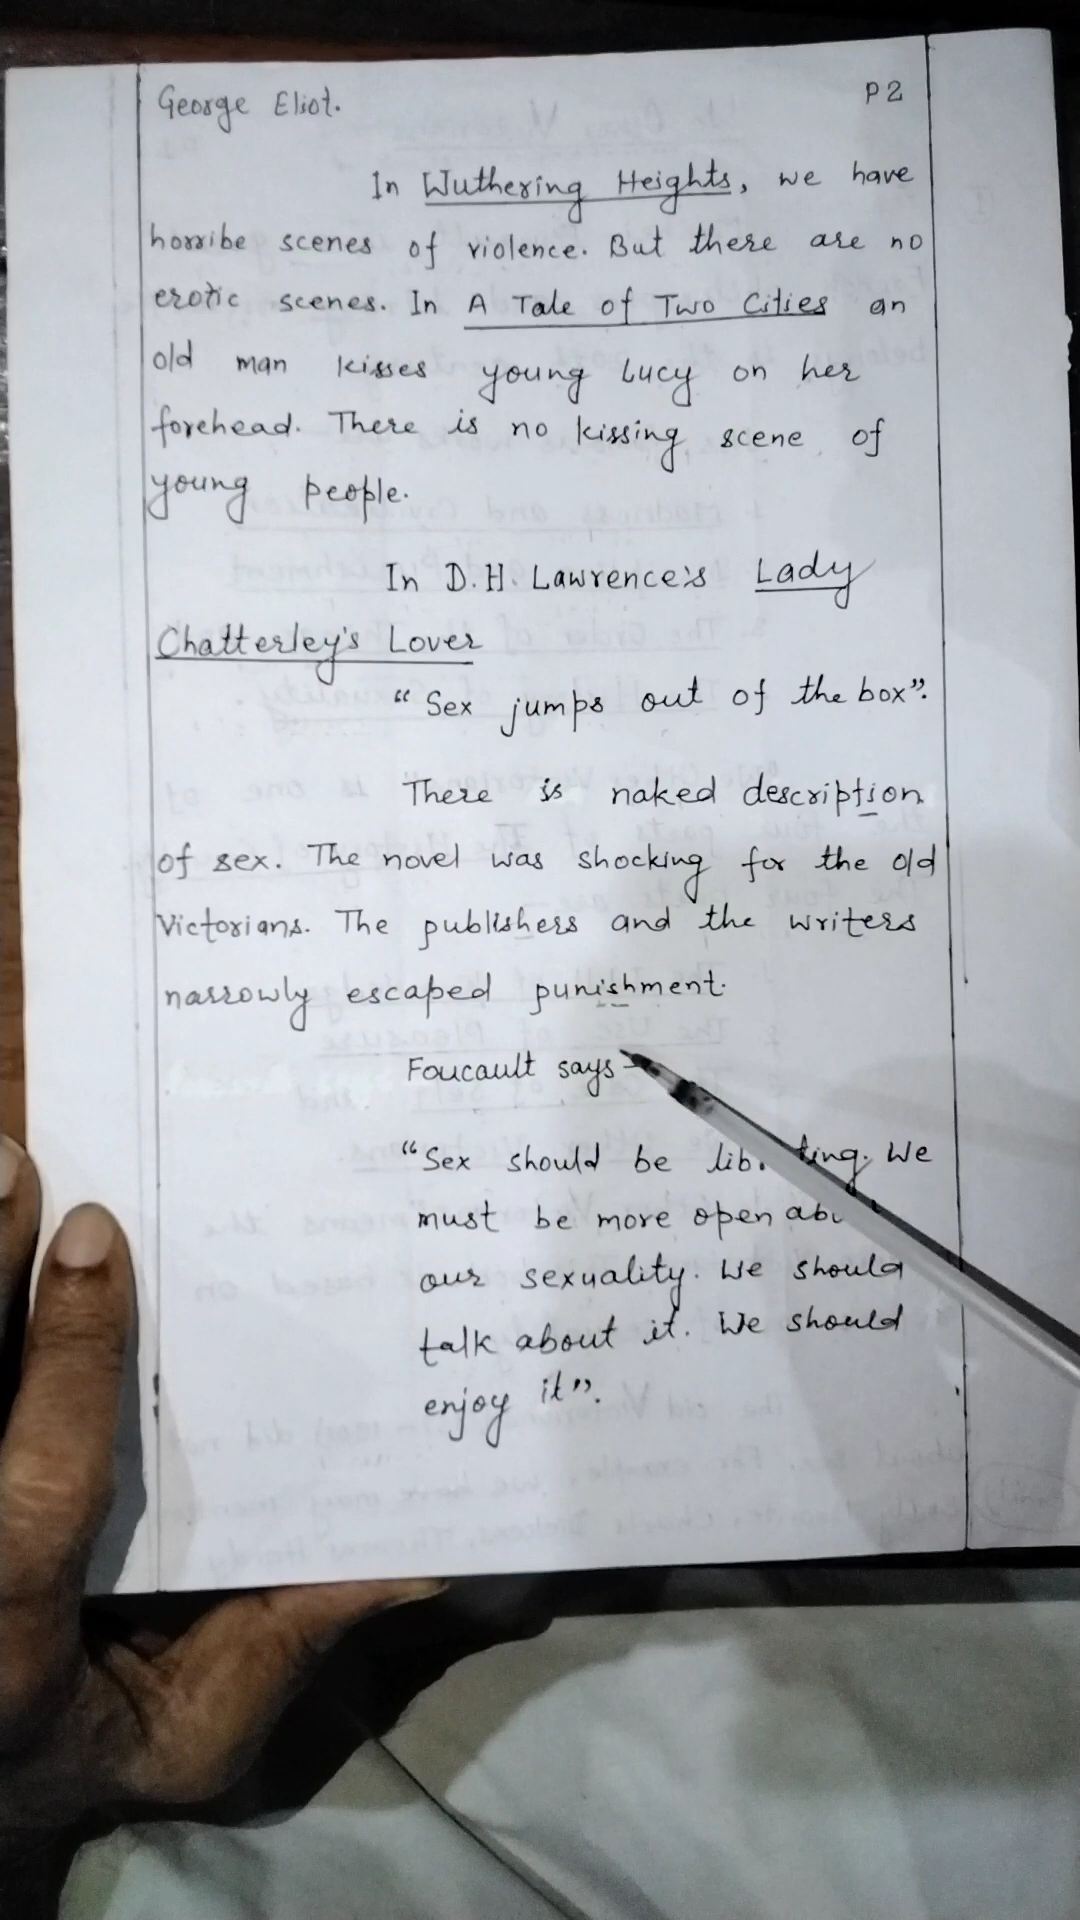 George Eliot.
P2
In Wuthering Heights, we have
horribe scenes of violence. But there are no
erotic scenes. In A Tale of Two Cities an
old man kisses young Lucy on her
forehead. There is no kissing scene of
young people.
In D.H. Lawrence's Lady
Chatterley's Lover
"Sex jumps out of the box".
There is naked description
of sex. The novel was shocking for the old
Victorians. The publishers and the writers
narrowly escaped punishment.
Foucault says
"Sex should be We
must be more open
our sexuality. We should
talk about it. We should
enjoy it".